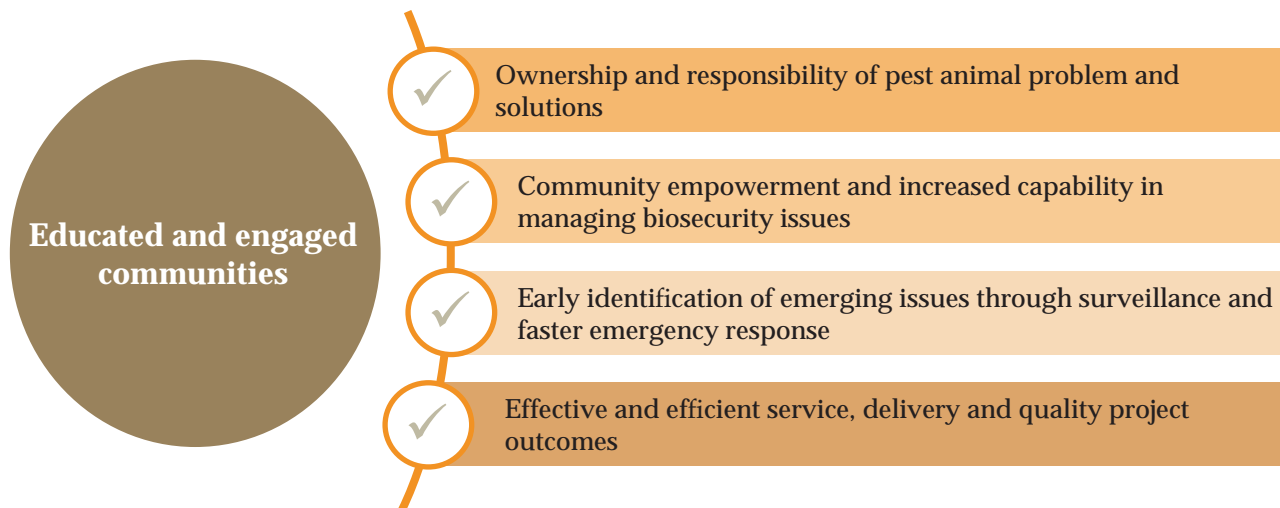 Educated and engaged
communities
Ownership and responsibility of pest animal problem and
solutions
Community empowerment and increased capability in
managing biosecurity issues
Early identification of emerging issues through surveillance and
faster emergency response
Effective and efficient service, delivery and quality project
outcomes